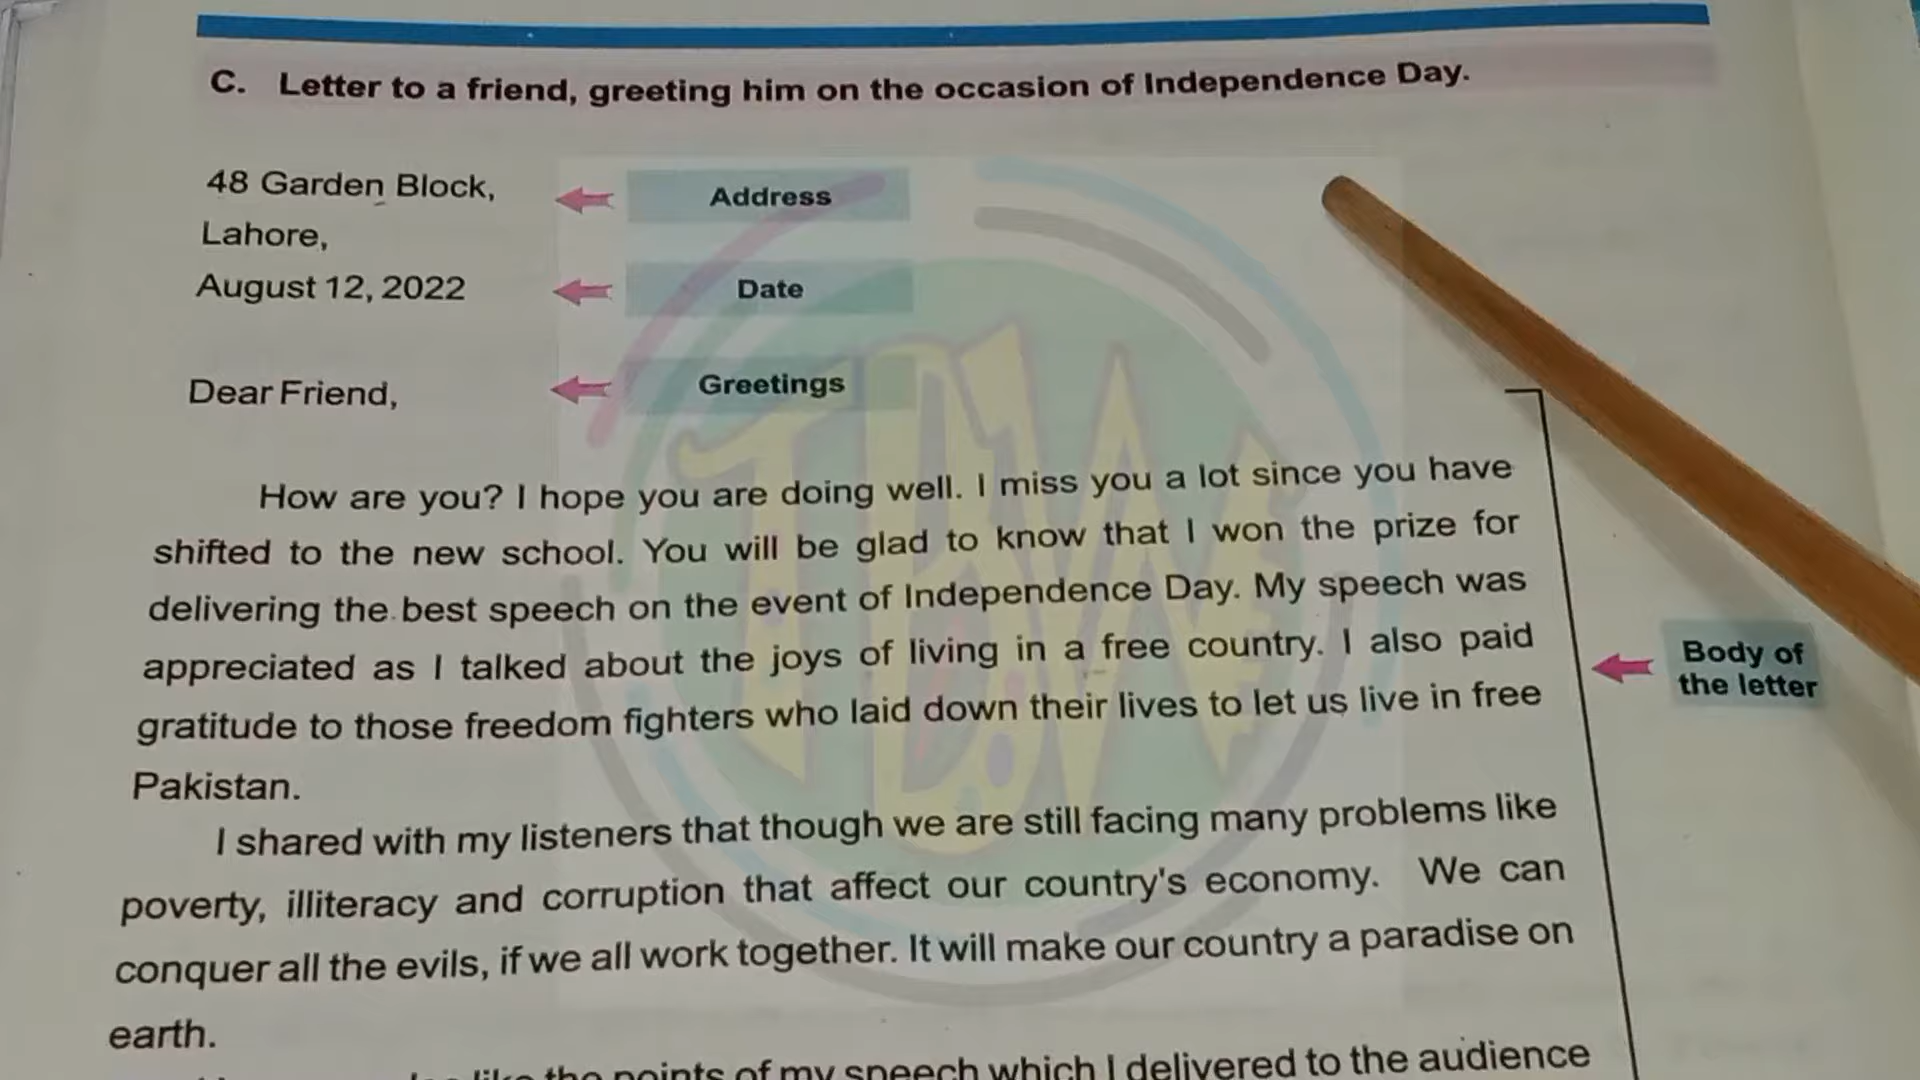 C. Letter to a friend, greeting him on the occasion of Independence Day.
48 Garden Block,
Address
Lahore,
August 12, 2022
Date
Dear Friend,
Greetings
How are you? I hope you are doing well. I miss you a lot since you have
shifted to the new school. You will be glad to know that I won the prize for
delivering the best speech on the event of Independence Day. My speech was
appreciated as I talked about the joys of living in a free country. I also paid
gratitude to those freedom fighters who laid down their lives to let us live in free
Pakistan.
Body of
the letter
I shared with my listeners that though we are still facing many problems like
poverty, illiteracy and corruption that affect our country's economy. We can
conquer all the evils, if we all work together. It will make our country a paradise on
earth.
like the points of my speech which I delivered to the audience
TBW